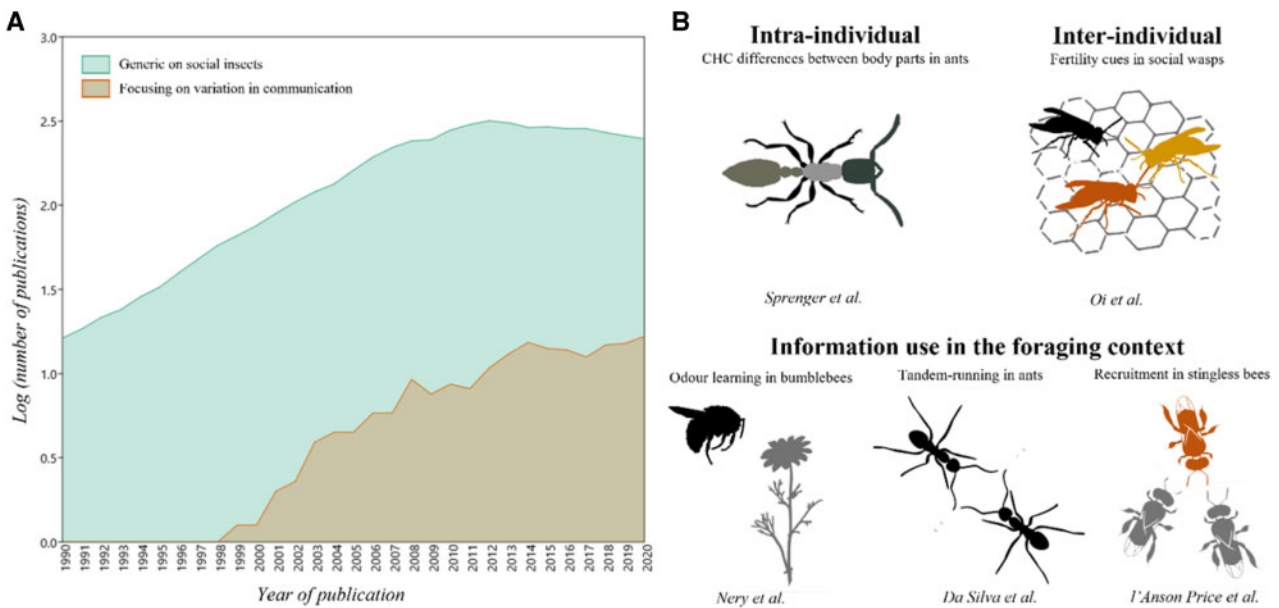 A
Log (number of publications)
3.0
2.5
2.0
1.5
1.0
0.5
0.0
Generic on social insects
Focusing on variation in communication
1990
1991
1992
1993
1994
1995
1996
1997
1998
1999
2000
2001
2002
2003
2004
2005
2006
2007
2008
2009
2010
2011
2012
2013
2014
2015
2016
2017
2018
2019
2020
Year of publication
B
Intra-individual
CHC differences between body parts in ants
Sprenger et al.
Inter-individual
Fertility cues in social wasps
Oi et al.
Information use in the foraging context
Odour learning in bumblebees
Nery et al.
Tandem-running in ants
Da Silva et al.
Recruitment in stingless bees
I'Anson Price et al.